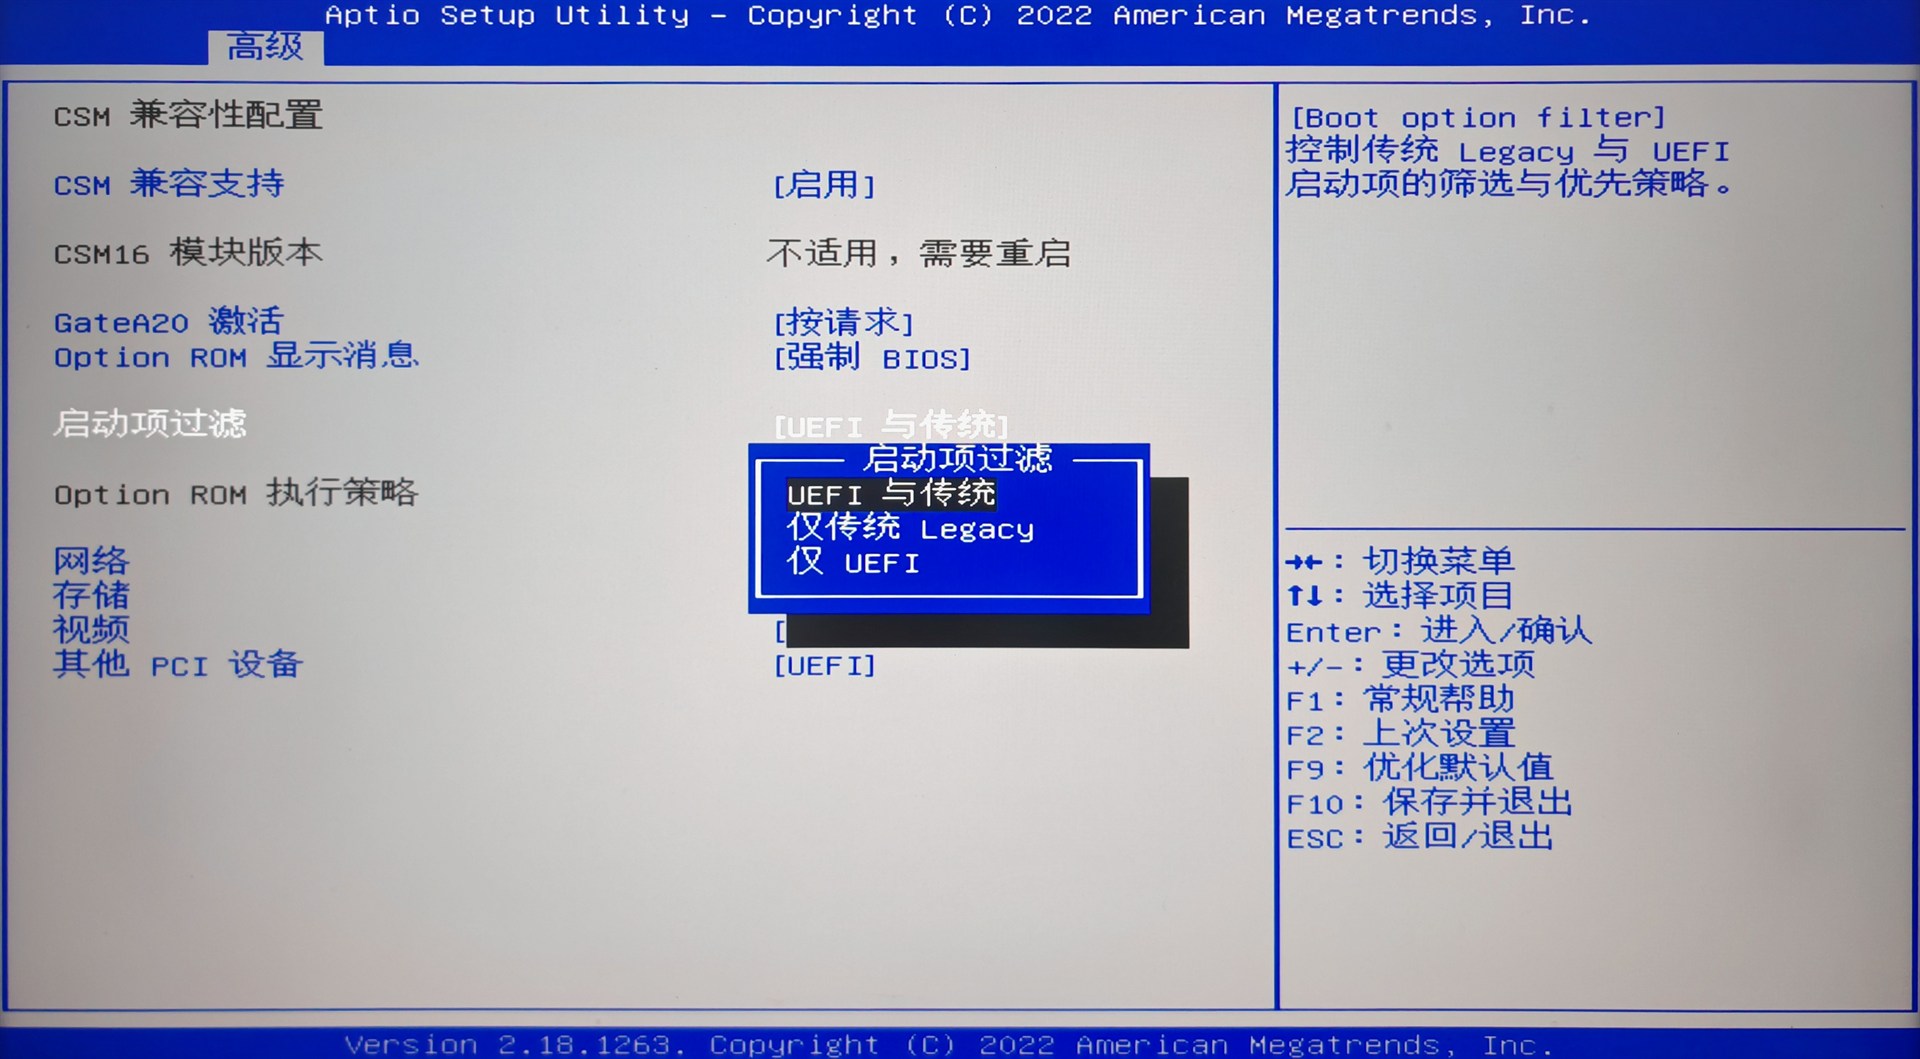 Aptio Setup Utility – Copyright (C) 2022 American Megatrends, Inc.
高级
CSM 兼容性配置
CSM 兼容支持 [启用]
CSM16 模块版本 不适用，需要重启
GateA20 激活 [按请求]
Option ROM 显示消息 [强制 BIOS]
启动项过滤 [UEFI 与传统]
Option ROM 执行策略
网络
存储
视频 [
其他 PCI 设备 [UEFI]
启动项过滤
UEFI 与传统
仅传统 Legacy
仅 UEFI
[Boot option filter]
控制传统 Legacy 与 UEFI
启动项的筛选与优先策略。
→←: 切换菜单
↑↓: 选择项目
Enter: 进入/确认
+/-: 更改选项
F1: 常规帮助
F2: 上次设置
F9: 优化默认值
F10: 保存并退出
ESC: 返回/退出
Version 2.18.1263. Copyright (C) 2022 American Megatrends, Inc.